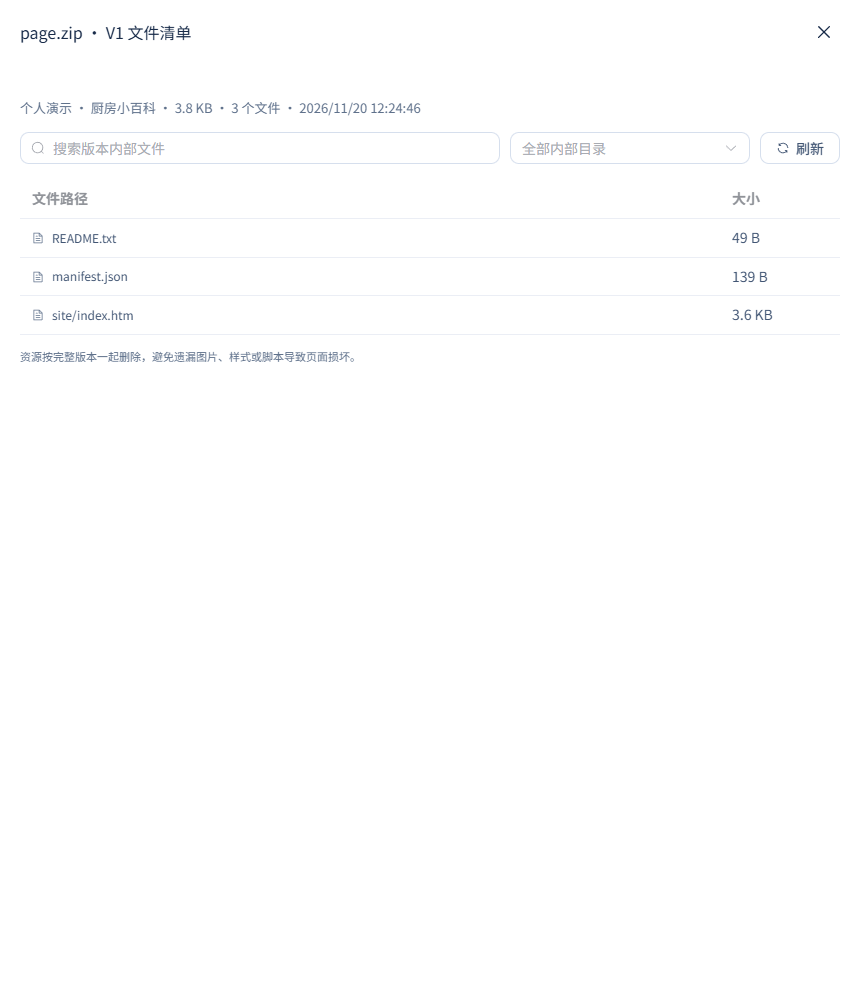 page.zip • V1 文件清单
个人演示 • 厨房小百科 • 3.8 KB • 3 个文件 • 2026/11/20 12:24:46
搜索版本内部文件 全部内部目录 刷新
文件路径 大小
README.txt 49 B
manifest.json 139 B
site/index.htm 3.6 KB
资源按完整版本一起删除，避免遗漏图片、样式或脚本导致页面损坏。